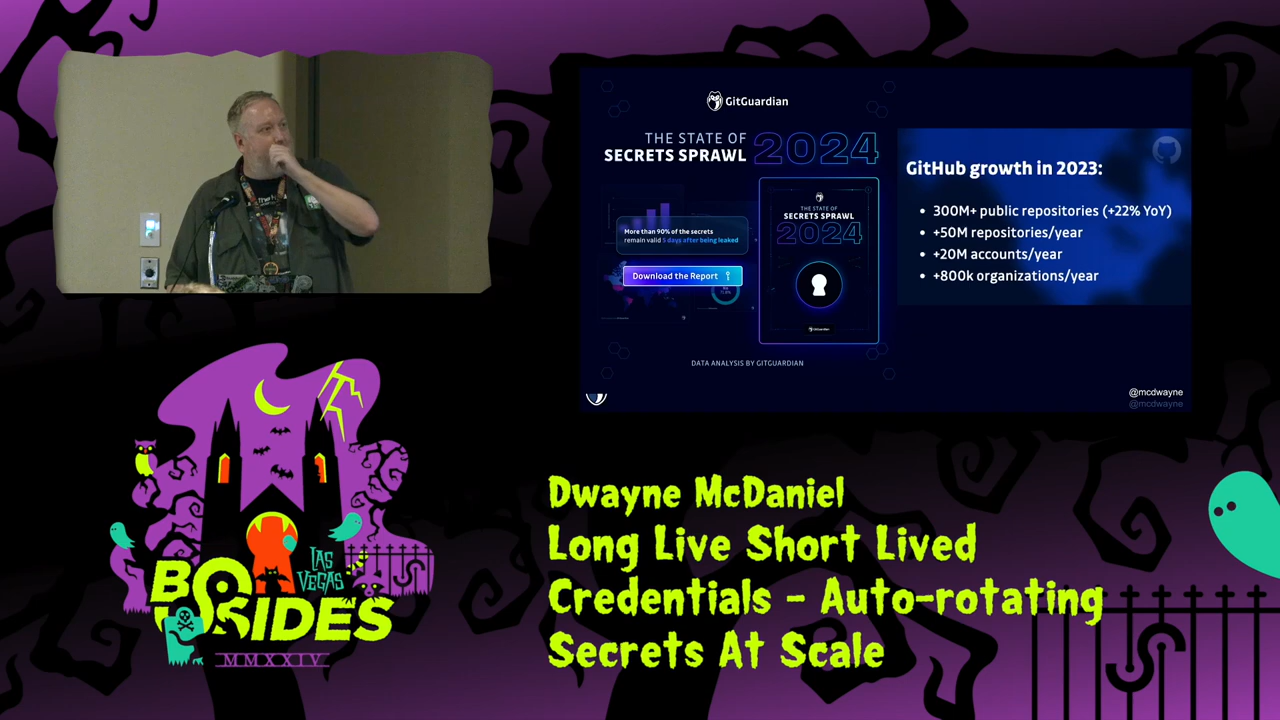 GitGuardian
THE STATE OF
SECRETS SPRAWL 2024
More than 90% of the secrets
remain valid 5 days after being leaked
Download the Report
THE STATE OF
SECRETS SPRAWL
2024
GitGuardian
DATA ANALYSIS BY GITGUARDIAN
GitHub growth in 2023:
• 300M+ public repositories (+22% YoY)
• +50M repositories/year
• +20M accounts/year
• +800k organizations/year
@mcdwayne
@mcdwayne
LAS
VEGAS
BSIDES
MMXXIV
Dwayne McDaniel
Long Live Short Lived
Credentials - Auto-rotating
Secrets At Scale